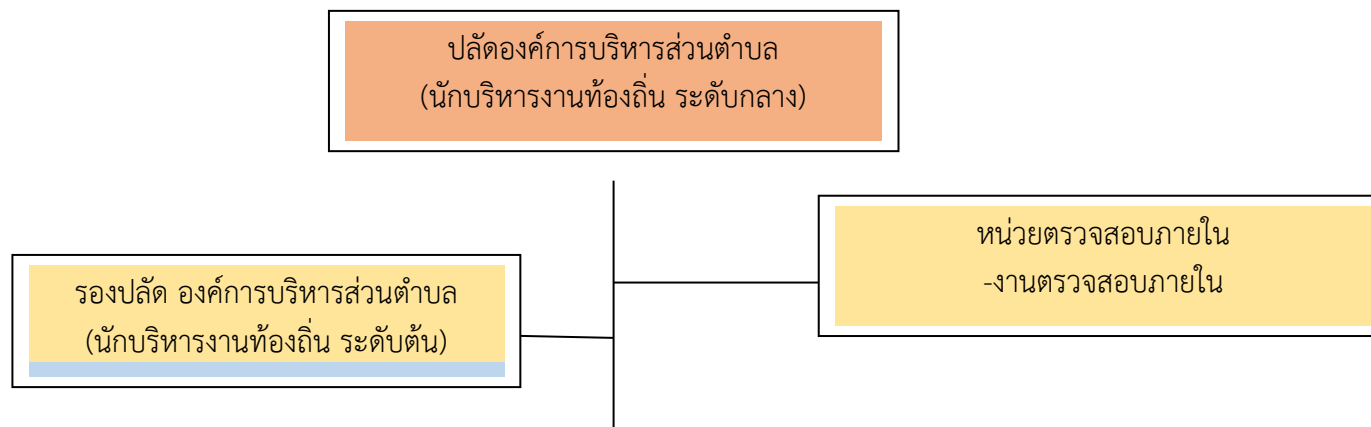 ปลัดองค์การบริหารส่วนตำบล
(นักบริหารงานท้องถิ่น ระดับกลาง)
หน่วยตรวจสอบภายใน
-งานตรวจสอบภายใน
รองปลัด องค์การบริหารส่วนตำบล
(นักบริหารงานท้องถิ่น ระดับต้น)